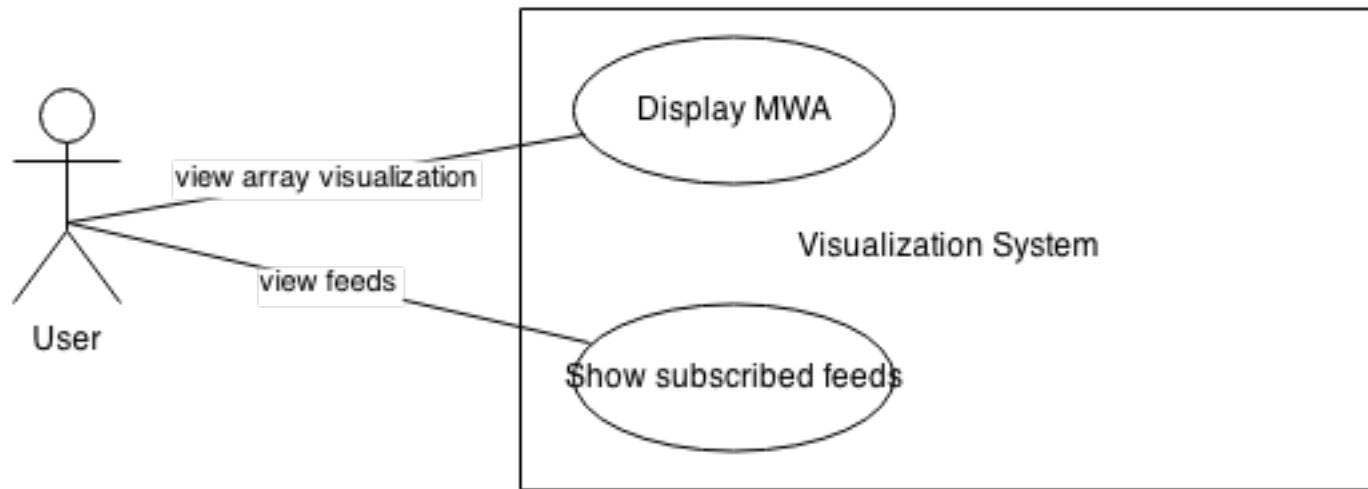 Display MWA
view array visualization
Visualization System
view feeds
User
Show subscribed feeds